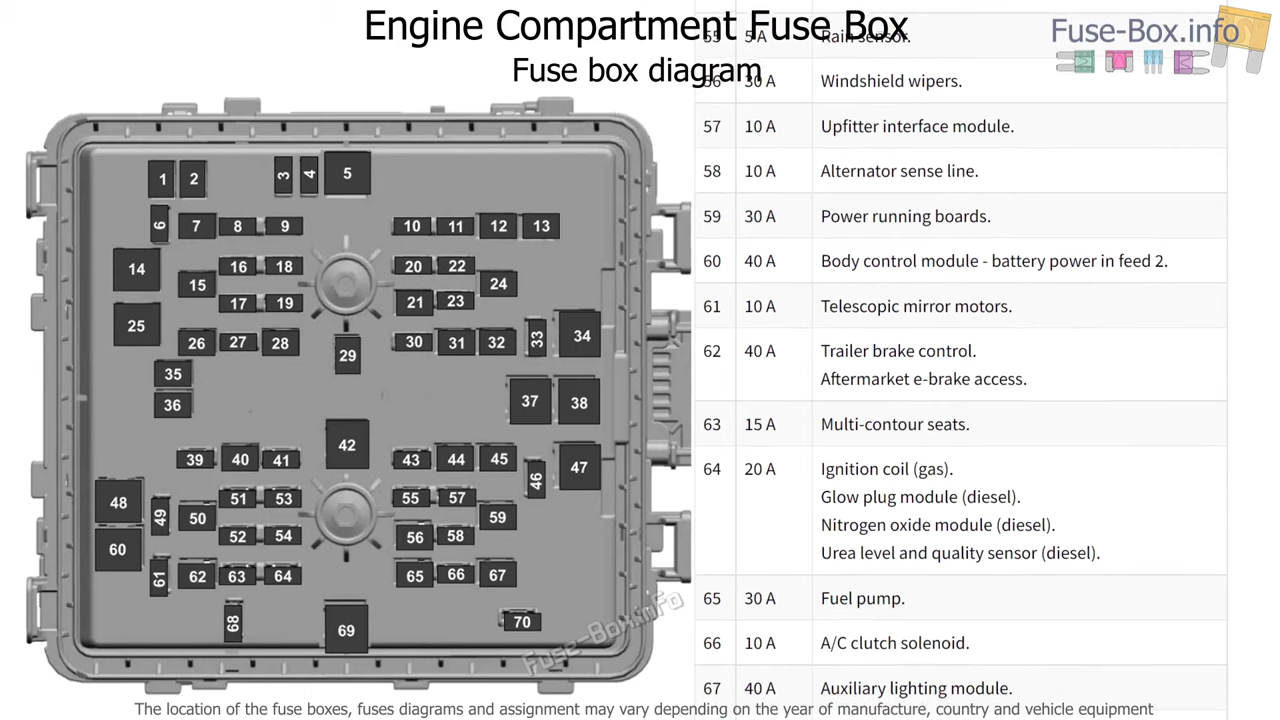 Engine Compartment Fuse Box
Fuse box diagram
Fuse-Box.info
1 2 3 4 5
6 7 8 9 10 11 12 13
14 15 16 18 20 22 24
17 19 21 23
25 26 27 28 29 30 31 32 33 34
35
36 37 38
39 40 41 42 43 44 45 46 47
48 49 50 51 53 55 57 59
52 54 56 58
60 61 62 63 64 65 66 67
68 69 70
Fuse-Box.info
55 5 A Rain sensor.
56 30 A Windshield wipers.
57 10 A Upfitter interface module.
58 10 A Alternator sense line.
59 30 A Power running boards.
60 40 A Body control module - battery power in feed 2.
61 10 A Telescopic mirror motors.
62 40 A Trailer brake control.
Aftermarket e-brake access.
63 15 A Multi-contour seats.
64 20 A Ignition coil (gas).
Glow plug module (diesel).
Nitrogen oxide module (diesel).
Urea level and quality sensor (diesel).
65 30 A Fuel pump.
66 10 A A/C clutch solenoid.
67 40 A Auxiliary lighting module.
The location of the fuse boxes, fuses diagrams and assignment may vary depending on the year of manufacture, country and vehicle equipment